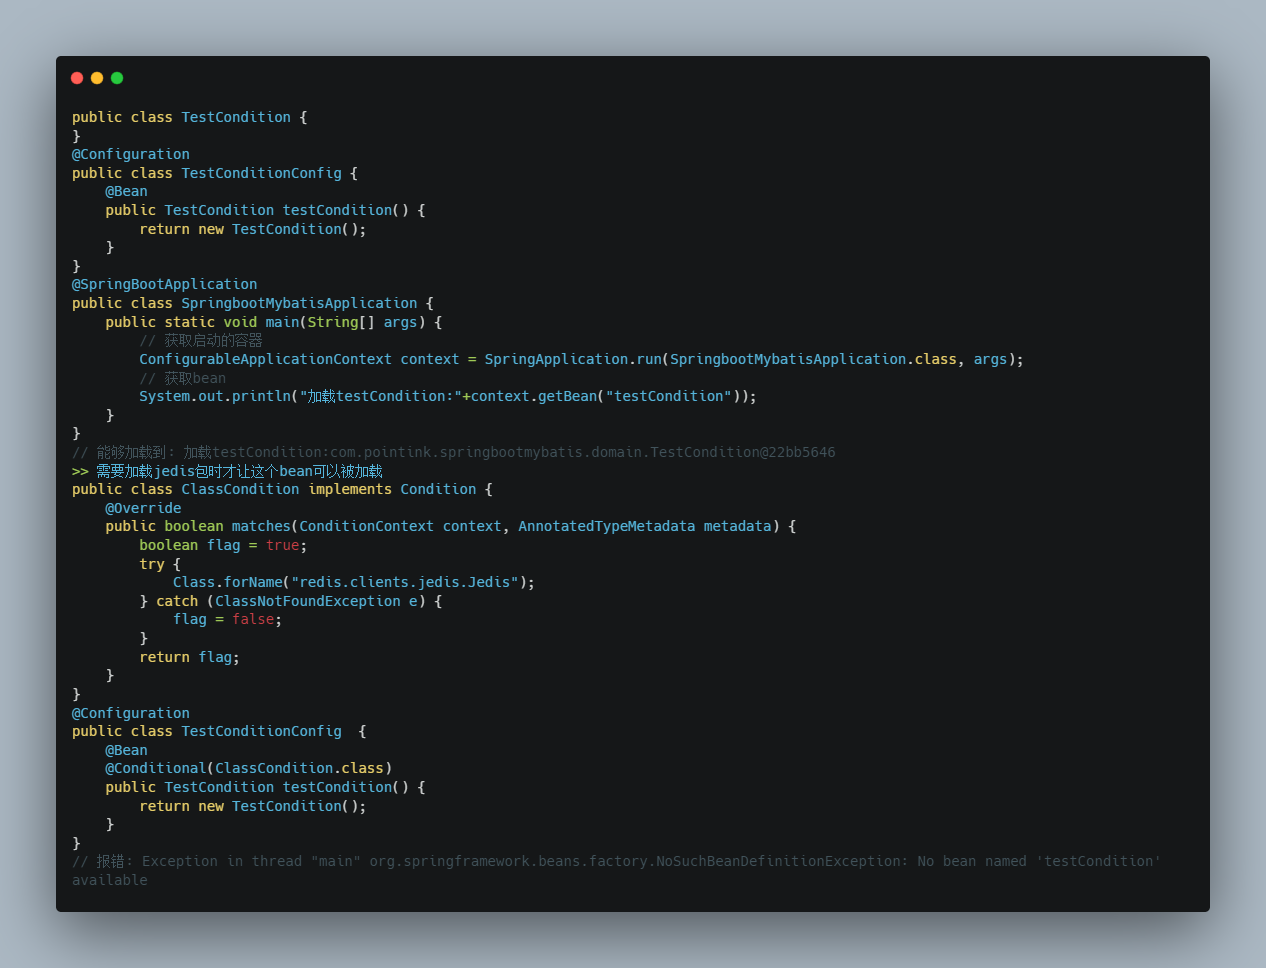 public class TestCondition {
}
@Configuration
public class TestConditionConfig {
    @Bean
    public TestCondition testCondition() {
        return new TestCondition();
    }
}
@SpringBootApplication
public class SpringbootMybatisApplication {
    public static void main(String[] args) {
        // 获取启动的容器
        ConfigurableApplicationContext context = SpringApplication.run(SpringbootMybatisApplication.class, args);
        // 获取bean
        System.out.println("加载testCondition:"+context.getBean("testCondition"));
    }
}
// 能够加载到: 加载testCondition:com.pointink.springbootmybatis.domain.TestCondition@22bb5646
>> 需要加载jedis包时才让这个bean可以被加载
public class ClassCondition implements Condition {
    @Override
    public boolean matches(ConditionContext context, AnnotatedTypeMetadata metadata) {
        boolean flag = true;
        try {
            Class.forName("redis.clients.jedis.Jedis");
        } catch (ClassNotFoundException e) {
            flag = false;
        }
        return flag;
    }
}
@Configuration
public class TestConditionConfig  {
    @Bean
    @Conditional(ClassCondition.class)
    public TestCondition testCondition() {
        return new TestCondition();
    }
}
// 报错: Exception in thread "main" org.springframework.beans.factory.NoSuchBeanDefinitionException: No bean named 'testCondition'
available